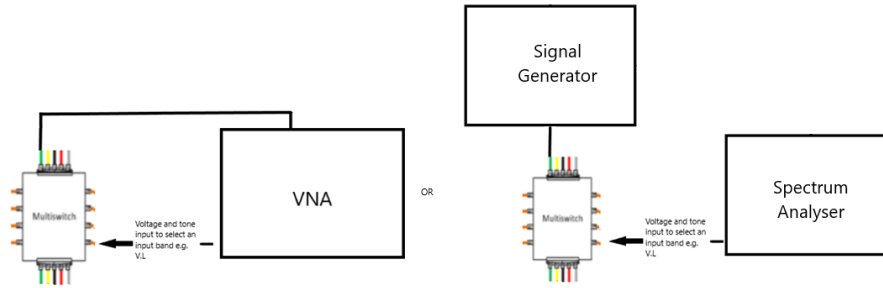 Signal
Generator
Multiswitch
VNA
Voltage and tone
input to select an
input band e.g.
V.L
OR
Multiswitch
Voltage and tone
input to select an
input band e.g.
V.L
Spectrum
Analyser